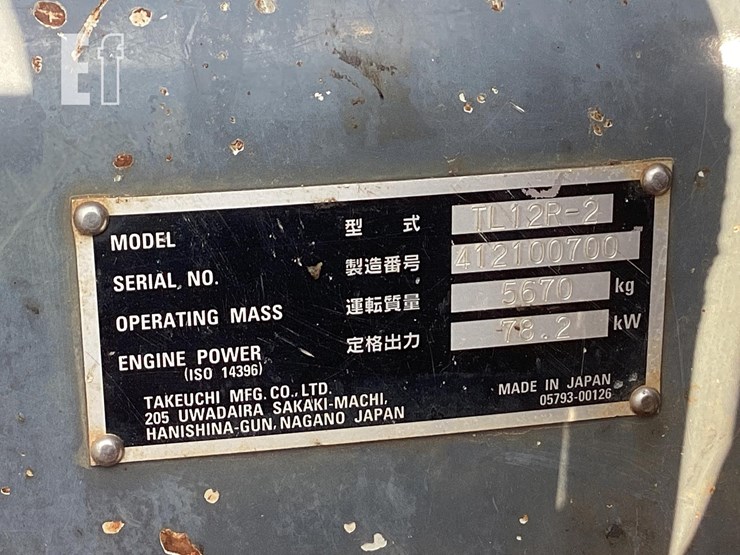 Ef
MODEL 型 式 TL12R-2
SERIAL NO. 製造番号 412100700
OPERATING MASS 運転質量 5670 kg
ENGINE POWER 定格出力 78.2 kW
(ISO 14396)
TAKEUCHI MFG. CO., LTD.
205 UWADAIRA SAKAKI-MACHI,
HANISHINA-GUN, NAGANO JAPAN
MADE IN JAPAN
05793-00126